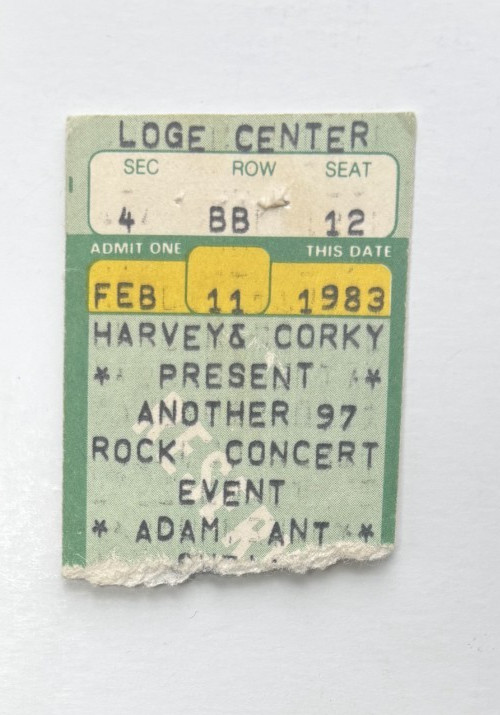 LOGE CENTER
SEC ROW SEAT
4 BB 12
ADMIT ONE THIS DATE
FEB 11 1983
HARVEY& CORKY
* PRESENT *
ANOTHER 97
ROCK CONCERT
EVENT
* ADAM ANT *